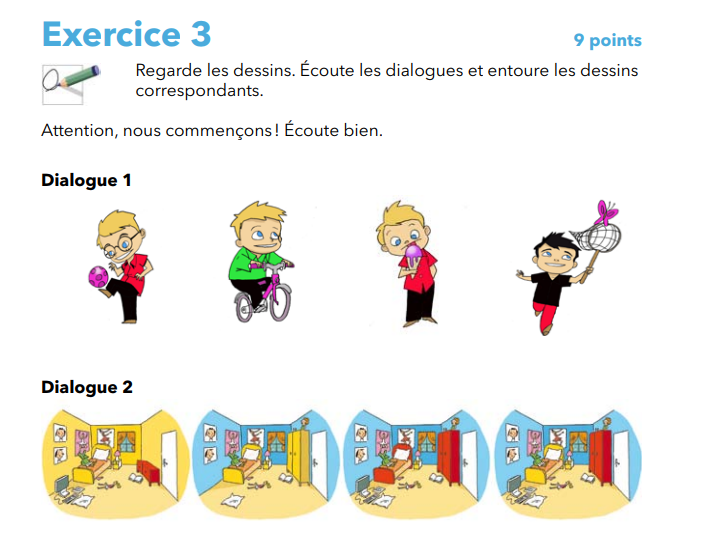 Exercice 3
9 points
Regarde les dessins. Écoute les dialogues et entoure les dessins
correspondants.
Attention, nous commençons ! Écoute bien.
Dialogue 1
Dialogue 2